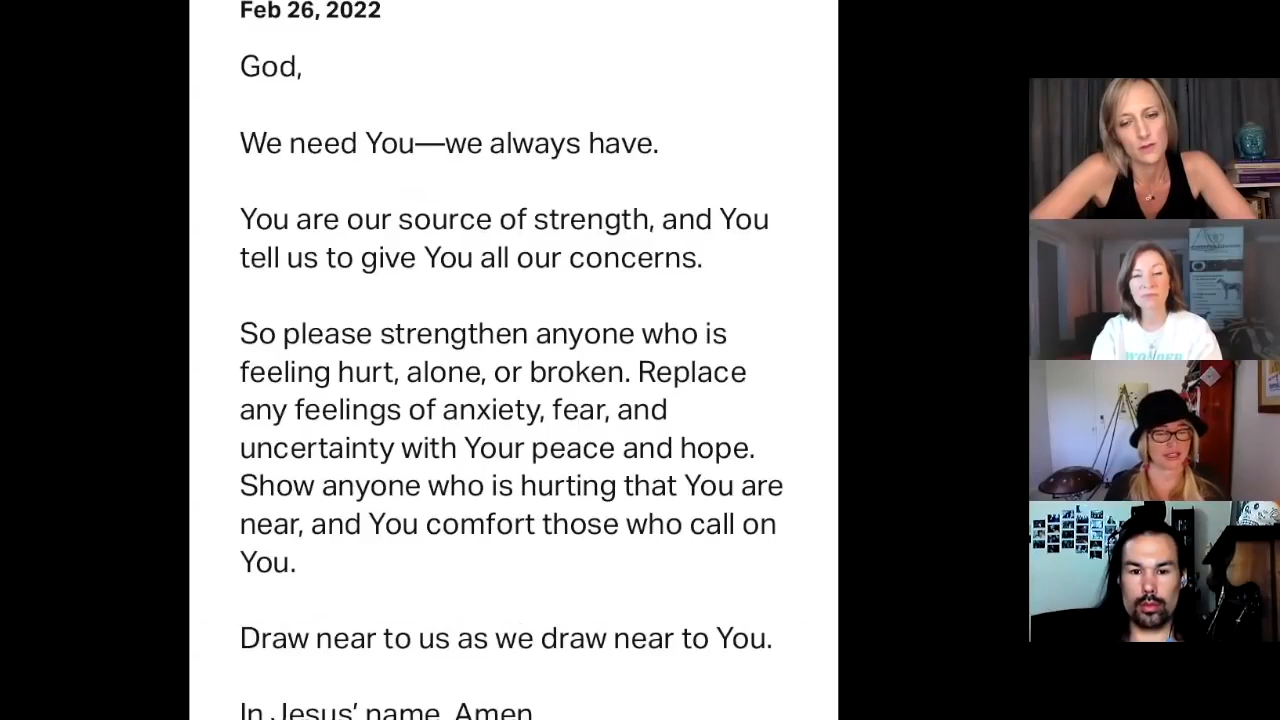 Feb 26, 2022
God,
We need You—we always have.
You are our source of strength, and You
tell us to give You all our concerns.
So please strengthen anyone who is
feeling hurt, alone, or broken. Replace
any feelings of anxiety, fear, and
uncertainty with Your peace and hope.
Show anyone who is hurting that You are
near, and You comfort those who call on
You.
Draw near to us as we draw near to You.
In Jesus’ name, Amen
WONDER